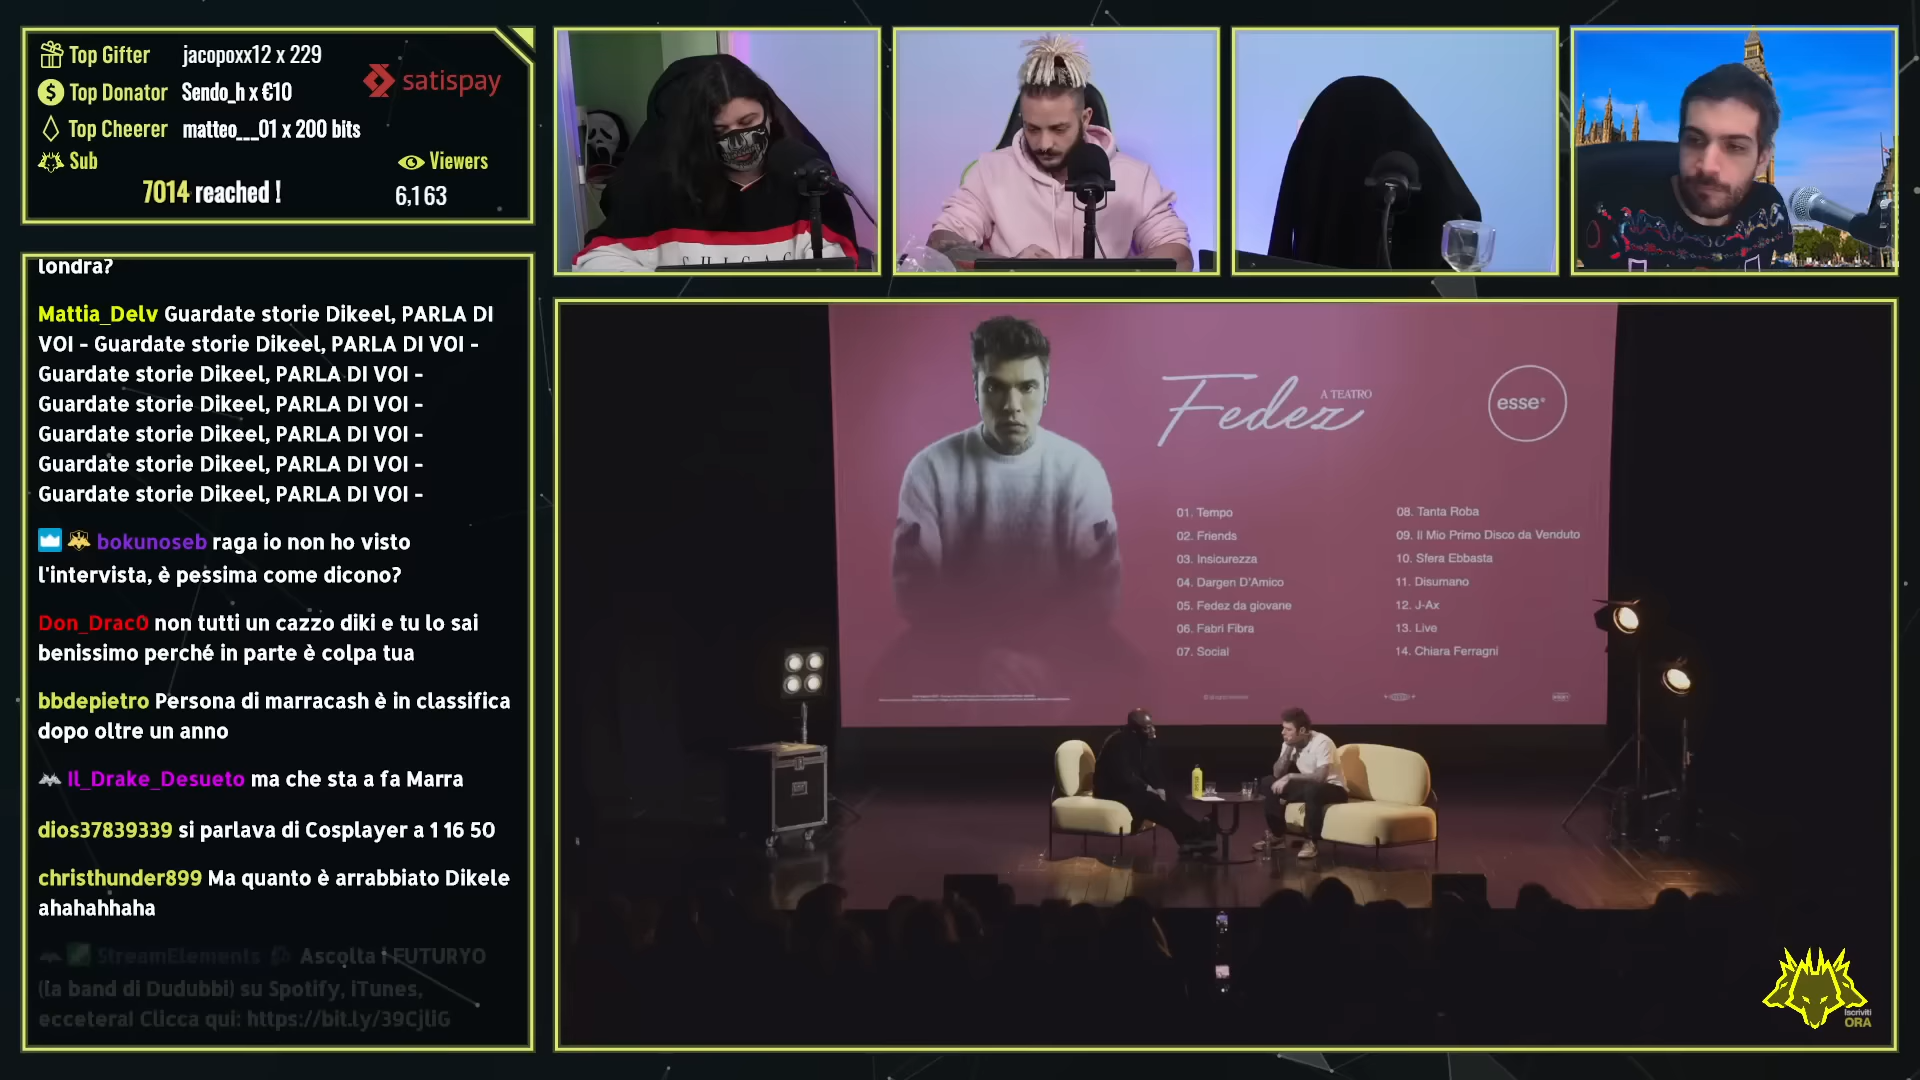 Top Gifter jacopoxx12 x 229
satispay
Top Donator Sendo_h x €10
Top Cheerer matteo___01 x 200 bits
Sub
Viewers
7014 reached !
6,163
londra?
Mattia_Delv Guardate storie Dikeel, PARLA DI
VOI - Guardate storie Dikeel, PARLA DI VOI -
Guardate storie Dikeel, PARLA DI VOI -
Guardate storie Dikeel, PARLA DI VOI -
Guardate storie Dikeel, PARLA DI VOI -
Guardate storie Dikeel, PARLA DI VOI -
Guardate storie Dikeel, PARLA DI VOI -
bokunoseb raga io non ho visto
l'intervista, è pessima come dicono?
Don_Drac0 non tutti un cazzo diki e tu lo sai
benissimo perché in parte è colpa tua
bbdepietro Persona di marracash è in classifica
dopo oltre un anno
Il_Drake_Desueto ma che sta a fa Marra
dios37839339 si parlava di Cosplayer a 1 16 50
christhunder899 Ma quanto è arrabbiato Dikele
ahahahhaha
StreamElements Ascolta i FUTURYO
(la band di Dudubbi) su Spotify, iTunes,
eccetera! Clicca qui: https://bit.ly/39CjliG
Fedez
A TEATRO
esse
01. Tempo
02. Friends
03. Insicurezza
04. Dargen D'Amico
05. Fedez da giovane
06. Fabri Fibra
07. Social
08. Tanta Roba
09. Il Mio Primo Disco da Venduto
10. Sfera Ebbasta
11. Disumano
12. J-Ax
13. Live
14. Chiara Ferragni
Iscriviti
ORA